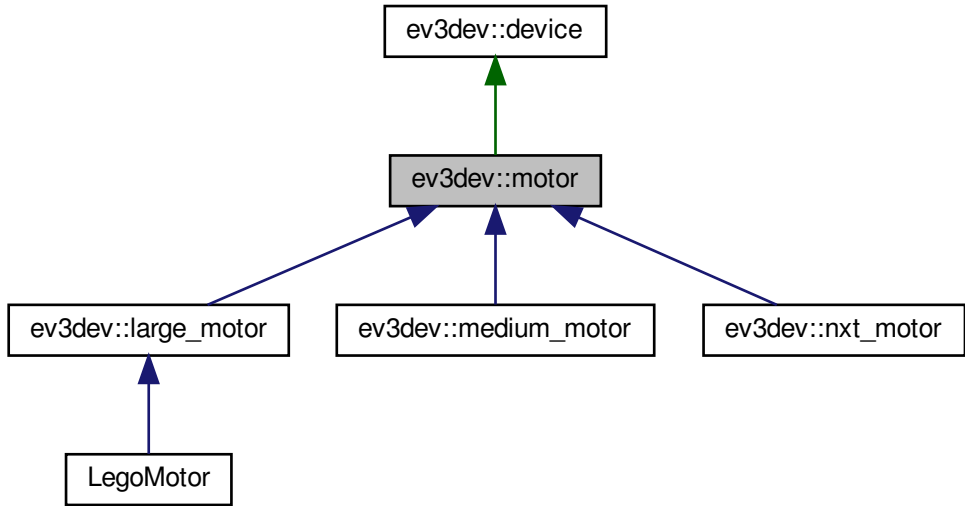 ev3dev::device
ev3dev::motor
ev3dev::large_motor
ev3dev::medium_motor
ev3dev::nxt_motor
LegoMotor